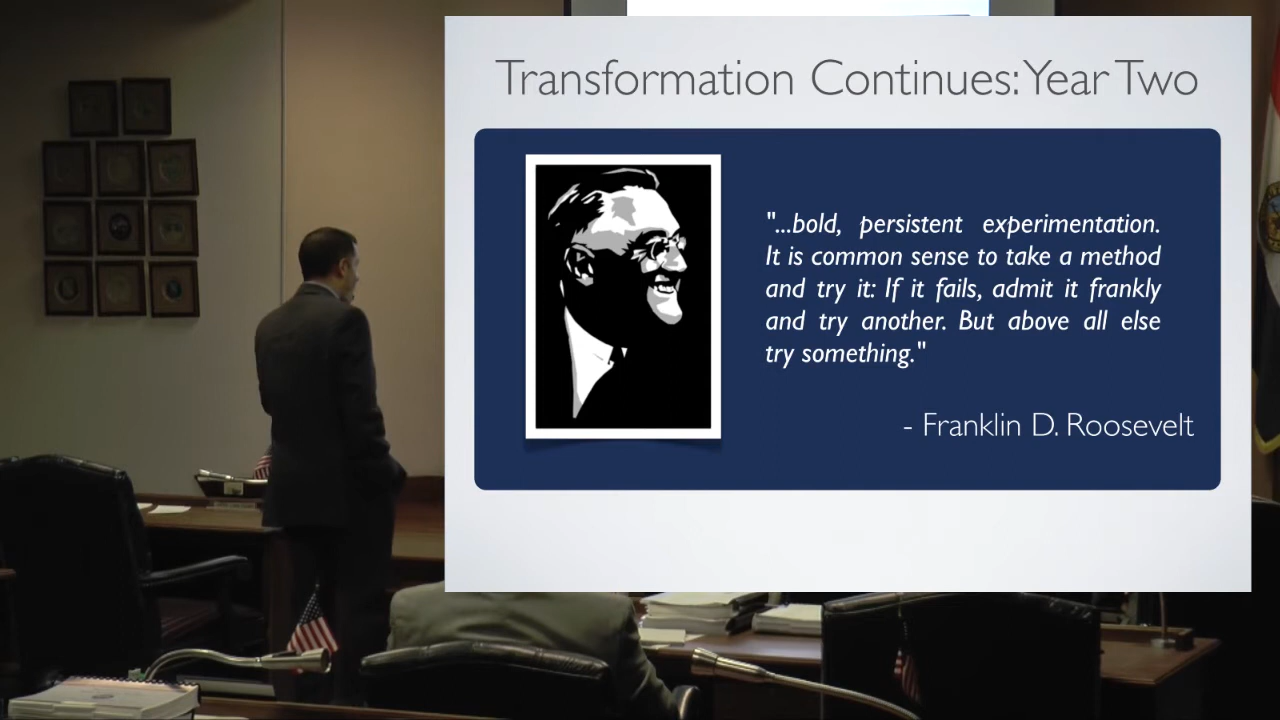 Transformation Continues: Year Two
"...bold, persistent experimentation.
It is common sense to take a method
and try it: If it fails, admit it frankly
and try another. But above all else
try something."
- Franklin D. Roosevelt